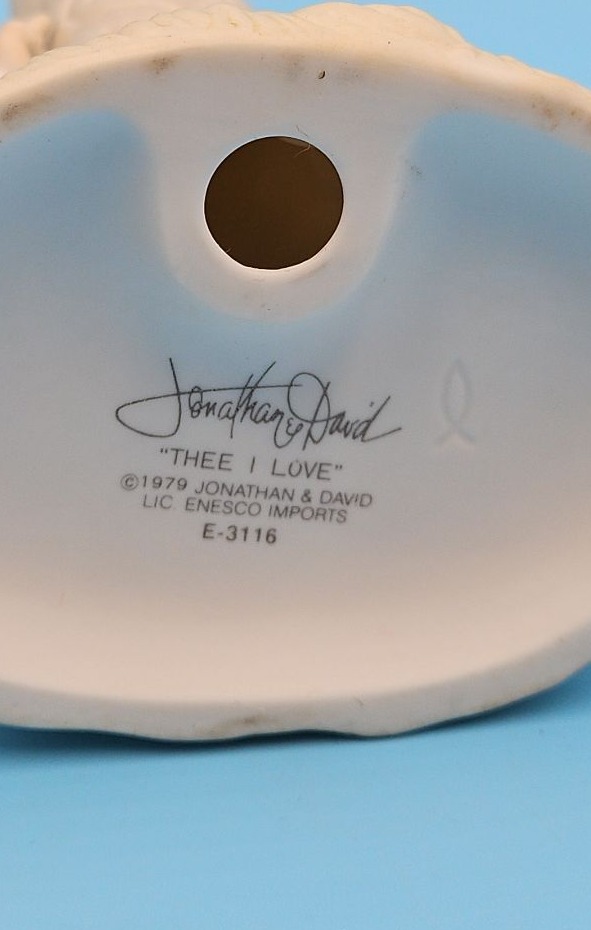 Jonathan & David
"THEE I LOVE"
©1979 JONATHAN & DAVID
LIC ENESCO IMPORTS
E-3116